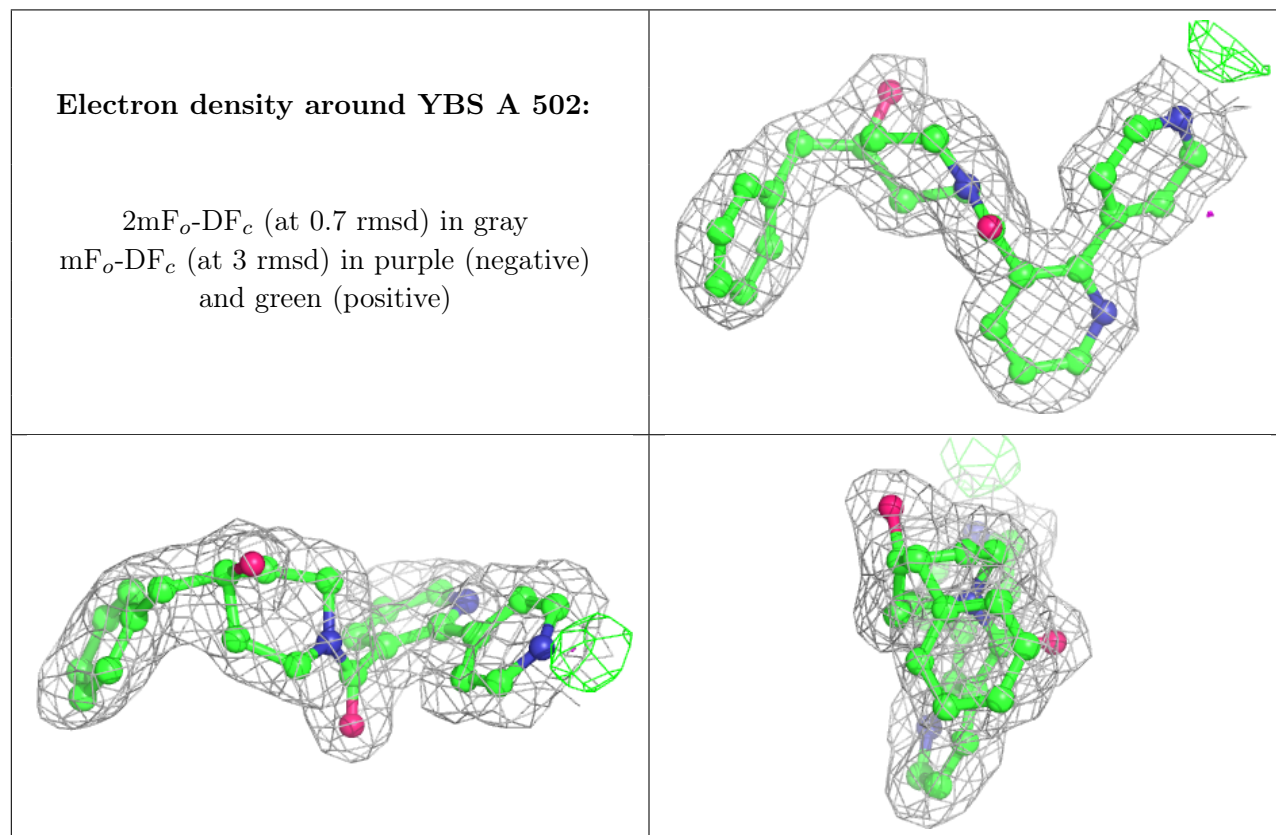 Electron density around YBS A 502:
2mFₒ-DF𝒸 (at 0.7 rmsd) in gray
mFₒ-DF𝒸 (at 3 rmsd) in purple (negative)
and green (positive)